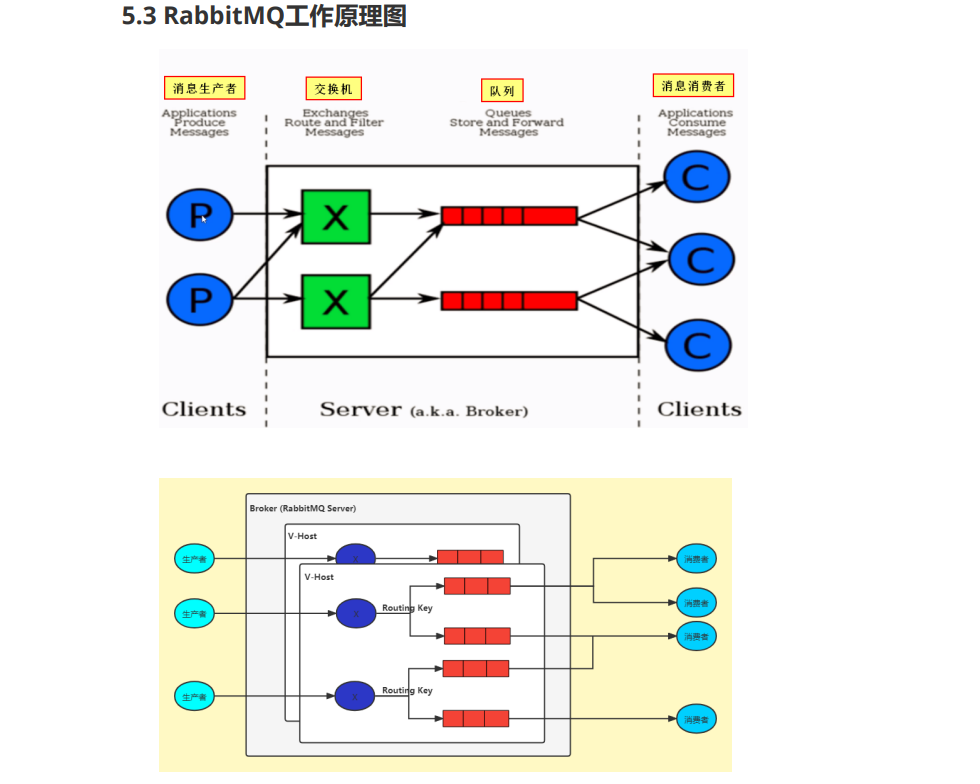 5.3 RabbitMQ工作原理图
消息生产者
交换机
队列
消息消费者
Applications
Produce
Messages
Exchanges
Route and Filter
Messages
Queues
Store and Forward
Messages
Applications
Consume
Messages
P
X
C
P
X
C
C
Clients
Server (a.k.a. Broker)
Clients
Broker (RabbitMQ Server)
V-Host
生产者
X
消费者
V-Host
生产者
X
Routing Key
消费者
消费者
生产者
X
Routing Key
消费者